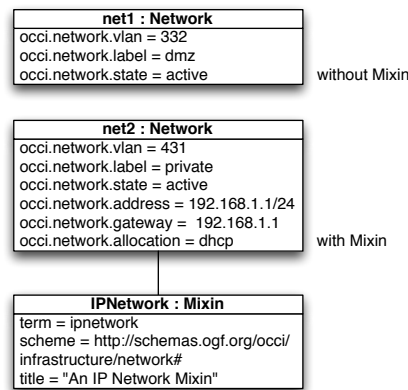 net1 : Network
occi.network.vlan = 332
occi.network.label = dmz
occi.network.state = active
without Mixin
net2 : Network
occi.network.vlan = 431
occi.network.label = private
occi.network.state = active
occi.network.address = 192.168.1.1/24
occi.network.gateway = 192.168.1.1
occi.network.allocation = dhcp
with Mixin
IPNetwork : Mixin
term = ipnetwork
scheme = http://schemas.ogf.org/occi/
infrastructure/network#
title = "An IP Network Mixin"